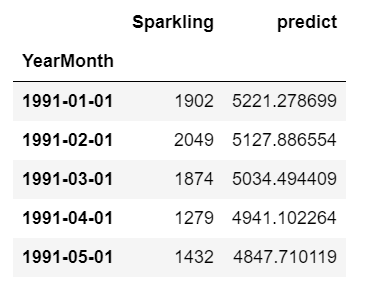 Sparkling predict
YearMonth
1991-01-01 1902 5221.278699
1991-02-01 2049 5127.886554
1991-03-01 1874 5034.494409
1991-04-01 1279 4941.102264
1991-05-01 1432 4847.710119